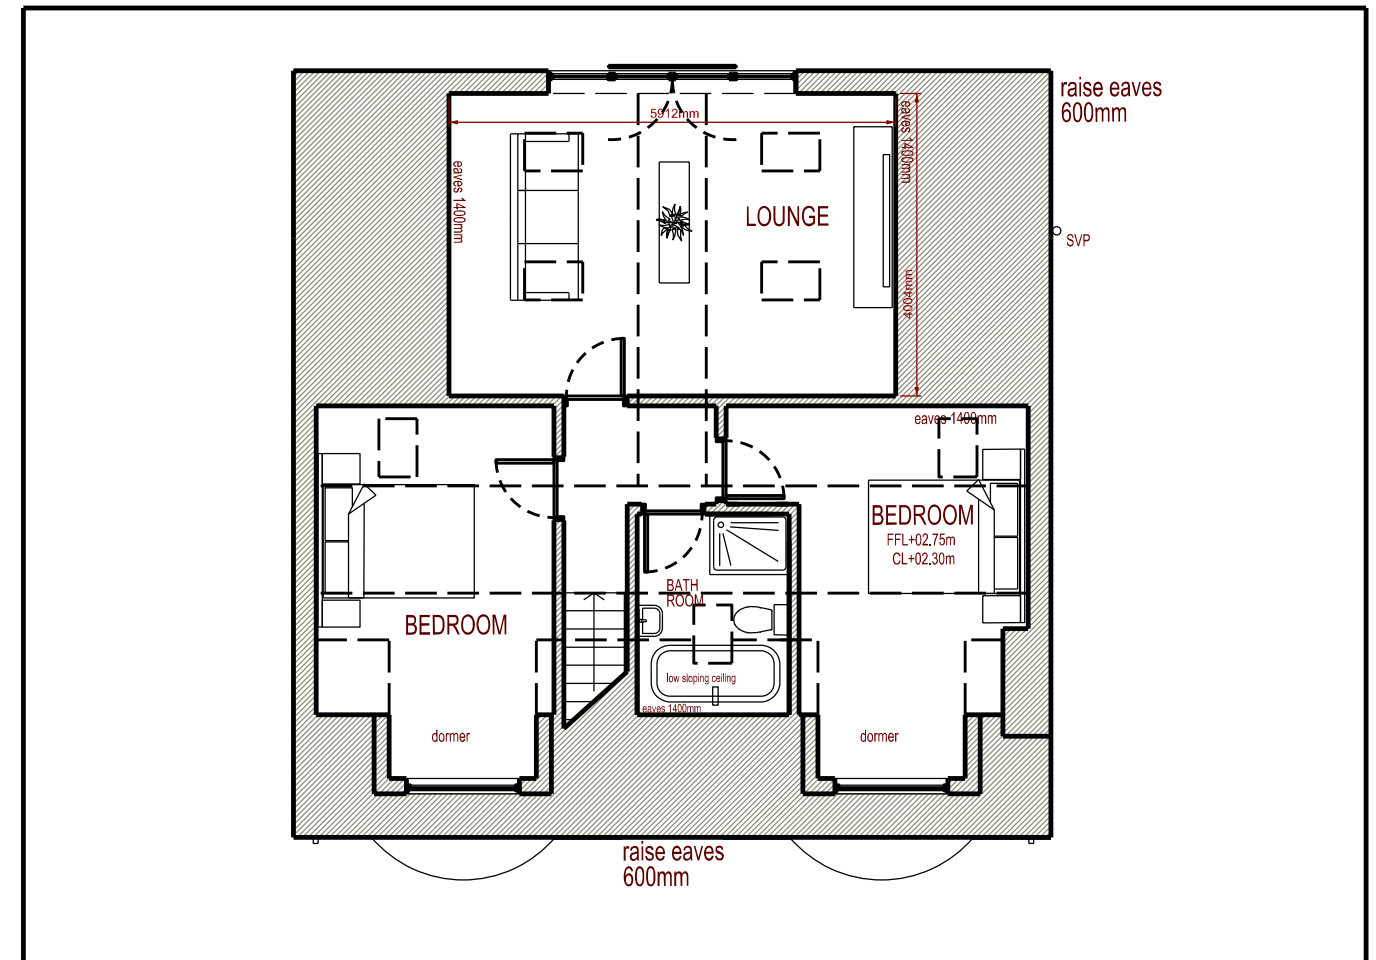 raise eaves
600mm
5912mm
eaves 1400mm
eaves 1400mm
LOUNGE
SVP
4004mm
eaves 1400mm
BEDROOM
FFL+02.75m
CL+02.30m
BATH
ROOM
BEDROOM
low sloping ceiling
eaves 1400mm
dormer
dormer
raise eaves
600mm